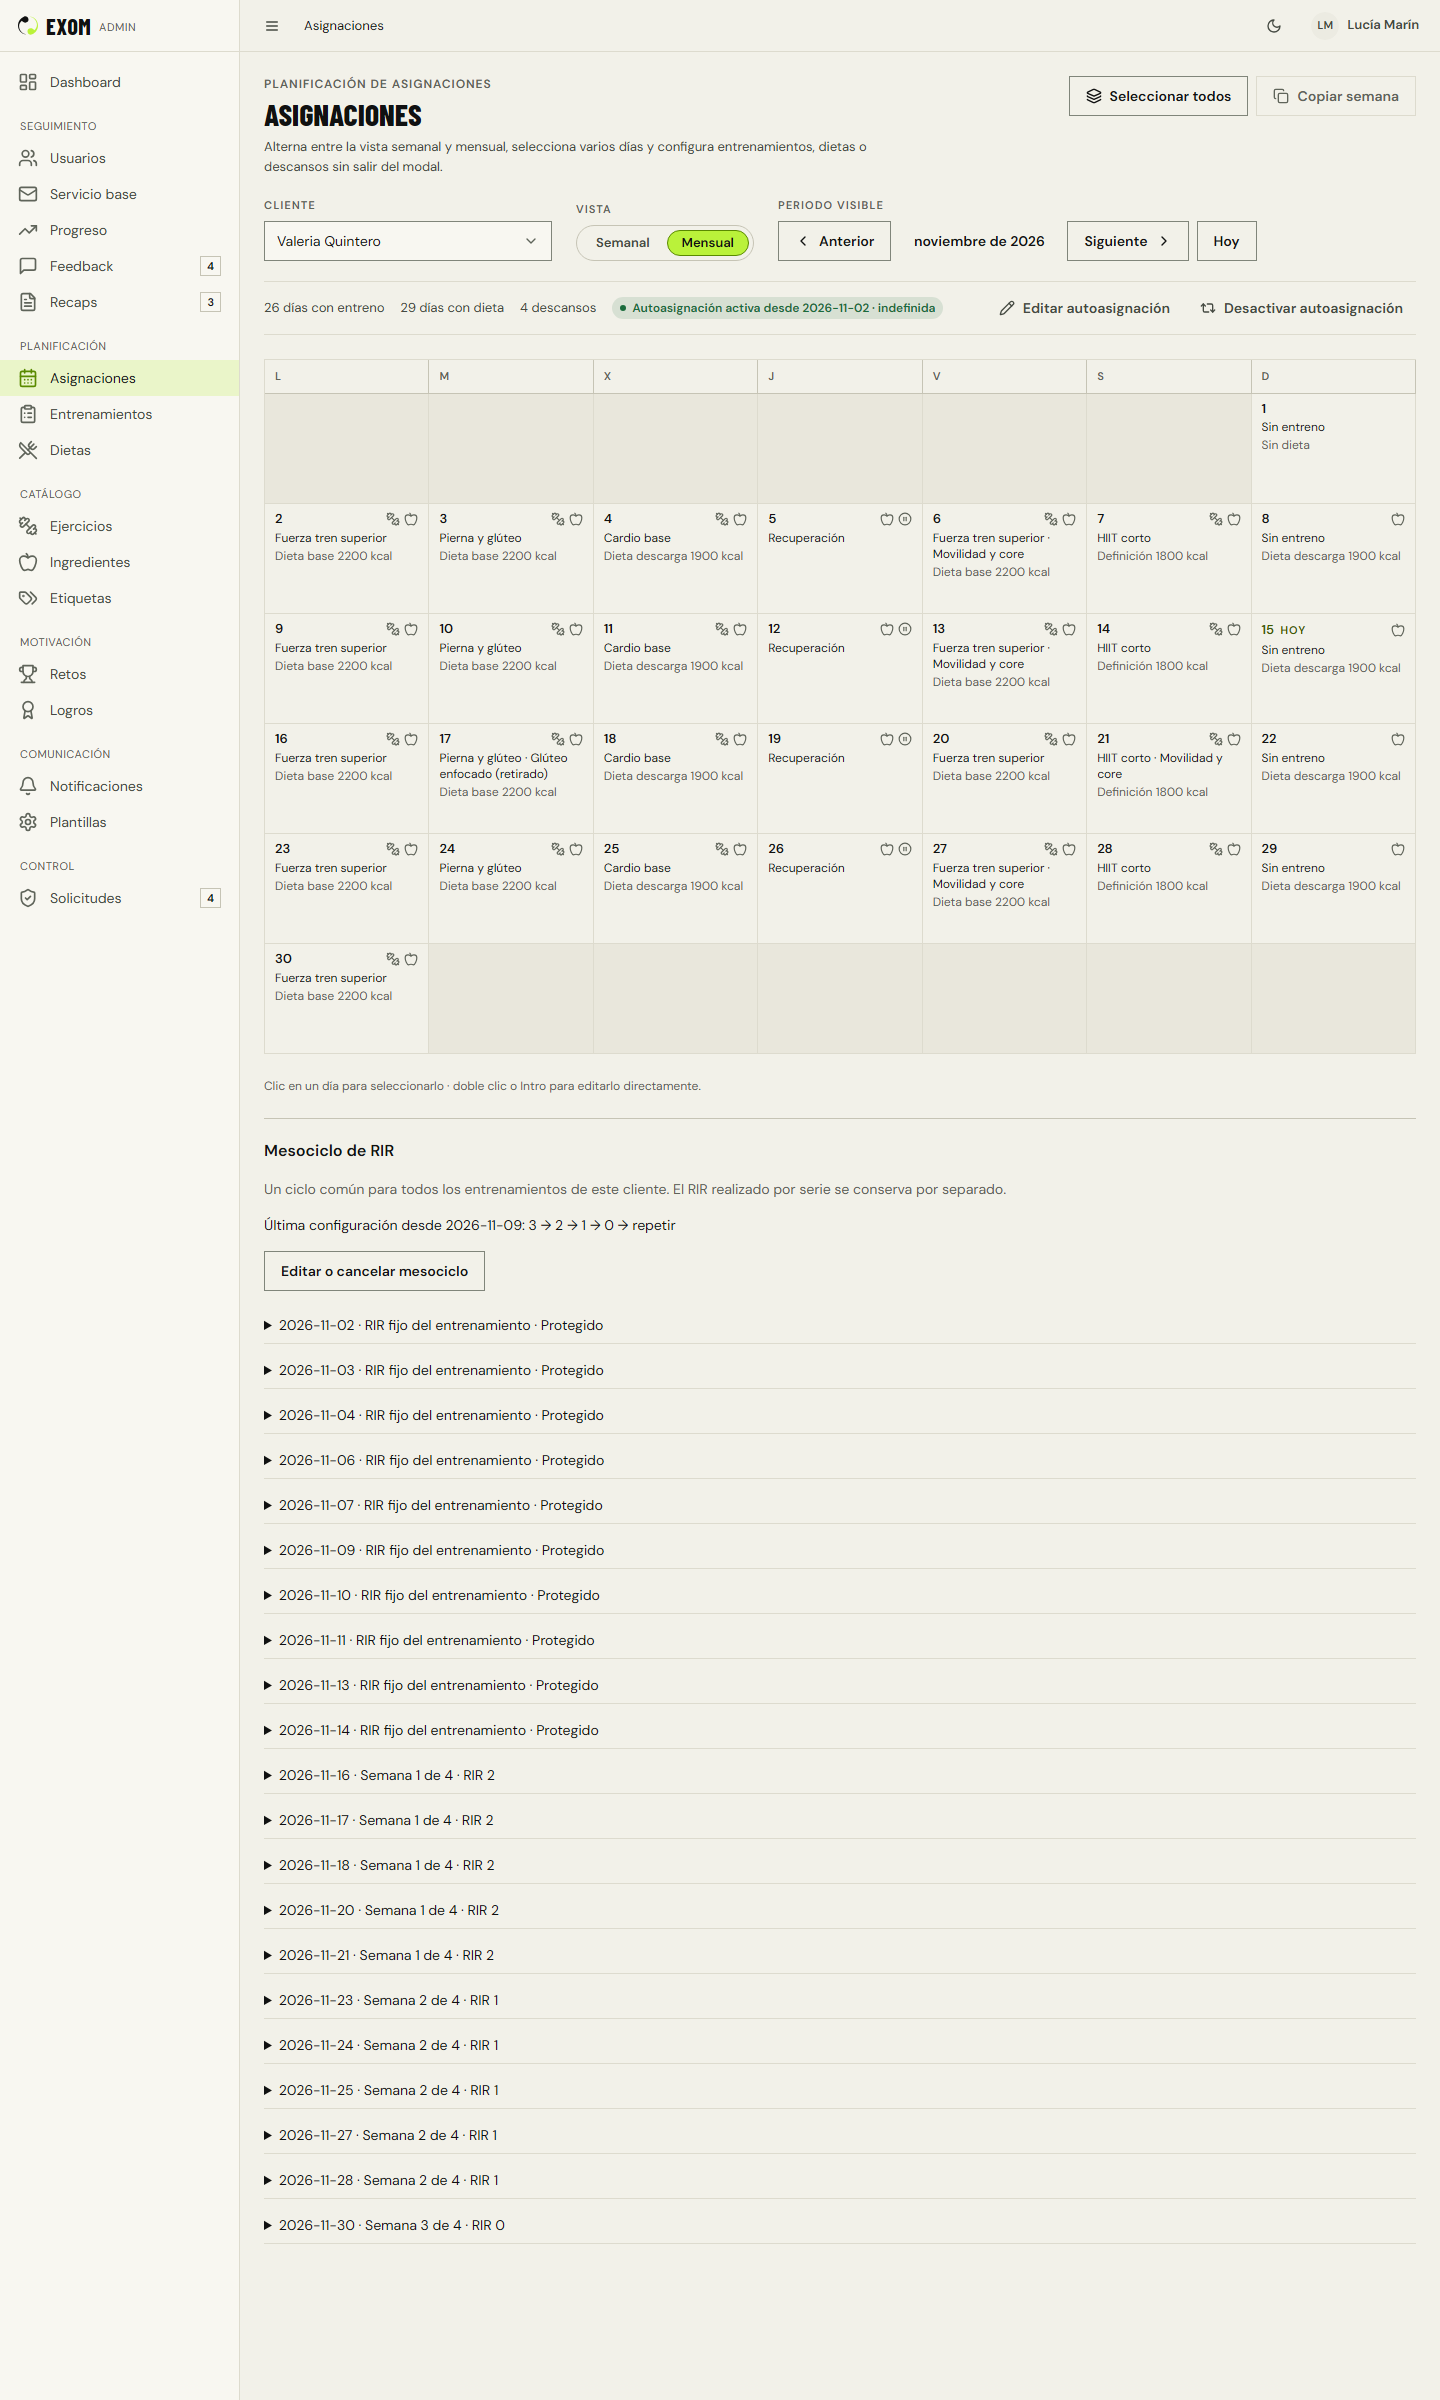 EXOM ADMIN
Asignaciones
LM Lucía Marín
Dashboard
SEGUIMIENTO
Usuarios
Servicio base
Progreso
Feedback 4
Recaps 3
PLANIFICACIÓN
Asignaciones
Entrenamientos
Dietas
CATÁLOGO
Ejercicios
Ingredientes
Etiquetas
MOTIVACIÓN
Retos
Logros
COMUNICACIÓN
Notificaciones
Plantillas
CONTROL
Solicitudes 4
PLANIFICACIÓN DE ASIGNACIONES
ASIGNACIONES
Alterna entre la vista semanal y mensual, selecciona varios días y configura entrenamientos, dietas o
descansos sin salir del modal.
Seleccionar todos
Copiar semana
CLIENTE
Valeria Quintero
VISTA
Semanal Mensual
PERIODO VISIBLE
Anterior noviembre de 2026 Siguiente Hoy
26 días con entreno 29 días con dieta 4 descansos Autoasignación activa desde 2026-11-02 · indefinida Editar autoasignación Desactivar autoasignación
L M X J V S D
1
Sin entreno
Sin dieta
2
Fuerza tren superior
Dieta base 2200 kcal
3
Pierna y glúteo
Dieta base 2200 kcal
4
Cardio base
Dieta descarga 1900 kcal
5
Recuperación
6
Fuerza tren superior ·
Movilidad y core
Dieta base 2200 kcal
7
HIIT corto
Definición 1800 kcal
8
Sin entreno
Dieta descarga 1900 kcal
9
Fuerza tren superior
Dieta base 2200 kcal
10
Pierna y glúteo
Dieta base 2200 kcal
11
Cardio base
Dieta descarga 1900 kcal
12
Recuperación
13
Fuerza tren superior ·
Movilidad y core
Dieta base 2200 kcal
14
HIIT corto
Definición 1800 kcal
15 HOY
Sin entreno
Dieta descarga 1900 kcal
16
Fuerza tren superior
Dieta base 2200 kcal
17
Pierna y glúteo · Glúteo
enfocado (retirado)
Dieta base 2200 kcal
18
Cardio base
Dieta descarga 1900 kcal
19
Recuperación
20
Fuerza tren superior
Dieta base 2200 kcal
21
HIIT corto · Movilidad y
core
Definición 1800 kcal
22
Sin entreno
Dieta descarga 1900 kcal
23
Fuerza tren superior
Dieta base 2200 kcal
24
Pierna y glúteo
Dieta base 2200 kcal
25
Cardio base
Dieta descarga 1900 kcal
26
Recuperación
27
Fuerza tren superior ·
Movilidad y core
Dieta base 2200 kcal
28
HIIT corto
Definición 1800 kcal
29
Sin entreno
Dieta descarga 1900 kcal
30
Fuerza tren superior
Dieta base 2200 kcal
Clic en un día para seleccionarlo · doble clic o Intro para editarlo directamente.
Mesociclo de RIR
Un ciclo común para todos los entrenamientos de este cliente. El RIR realizado por serie se conserva por separado.
Última configuración desde 2026-11-09: 3 → 2 → 1 → 0 → repetir
Editar o cancelar mesociclo
2026-11-02 · RIR fijo del entrenamiento · Protegido
2026-11-03 · RIR fijo del entrenamiento · Protegido
2026-11-04 · RIR fijo del entrenamiento · Protegido
2026-11-06 · RIR fijo del entrenamiento · Protegido
2026-11-07 · RIR fijo del entrenamiento · Protegido
2026-11-09 · RIR fijo del entrenamiento · Protegido
2026-11-10 · RIR fijo del entrenamiento · Protegido
2026-11-11 · RIR fijo del entrenamiento · Protegido
2026-11-13 · RIR fijo del entrenamiento · Protegido
2026-11-14 · RIR fijo del entrenamiento · Protegido
2026-11-16 · Semana 1 de 4 · RIR 2
2026-11-17 · Semana 1 de 4 · RIR 2
2026-11-18 · Semana 1 de 4 · RIR 2
2026-11-20 · Semana 1 de 4 · RIR 2
2026-11-21 · Semana 1 de 4 · RIR 2
2026-11-23 · Semana 2 de 4 · RIR 1
2026-11-24 · Semana 2 de 4 · RIR 1
2026-11-25 · Semana 2 de 4 · RIR 1
2026-11-27 · Semana 2 de 4 · RIR 1
2026-11-28 · Semana 2 de 4 · RIR 1
2026-11-30 · Semana 3 de 4 · RIR 0